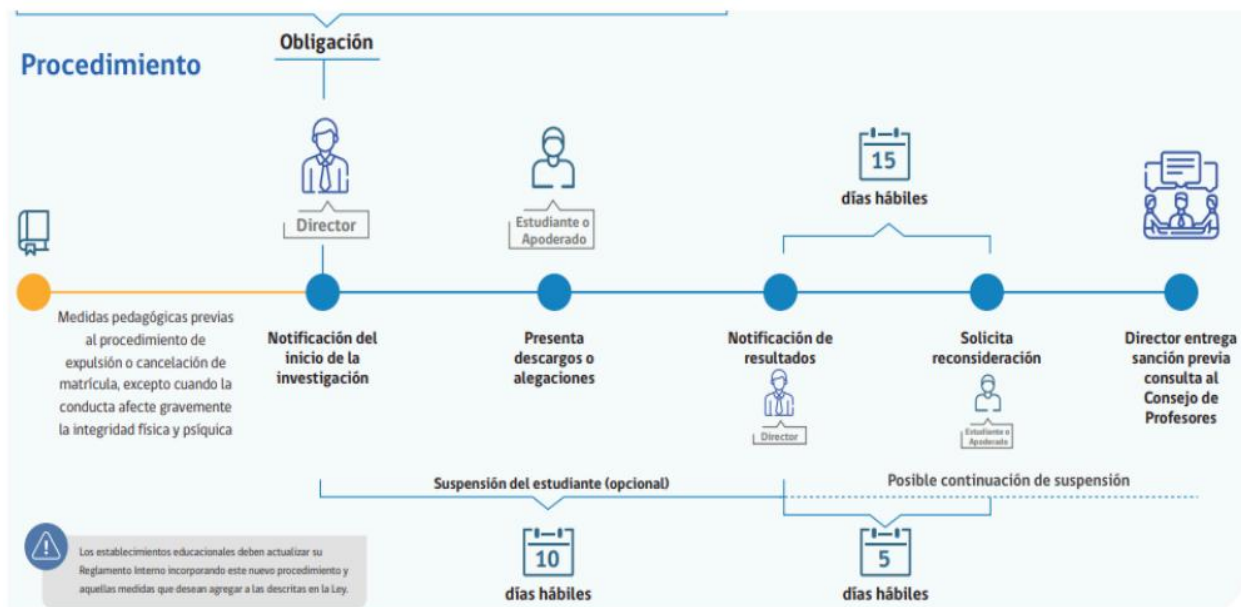 Obligación
Procedimiento
15
días hábiles
Director
Estudiante o
Apoderado
Medidas pedagógicas previas
al procedimiento de
expulsión o cancelación de
matrícula, excepto cuando la
conducta afecte gravemente
la integridad física y psíquica
Notificación del
inicio de la
investigación
Presenta
descargos o
alegaciones
Notificación de
resultados
Director
Solicita
reconsideración
Estudiante o
Apoderado
Director entrega
sanción previa
consulta al
Consejo de
Profesores
Suspensión del estudiante (opcional)
Posible continuación de suspensión
10
días hábiles
5
días hábiles
Los establecimientos educacionales deben actualizar su
Reglamento Interno incorporando este nuevo procedimiento y
aquellas medidas que desean agregar a las descritas en la Ley.